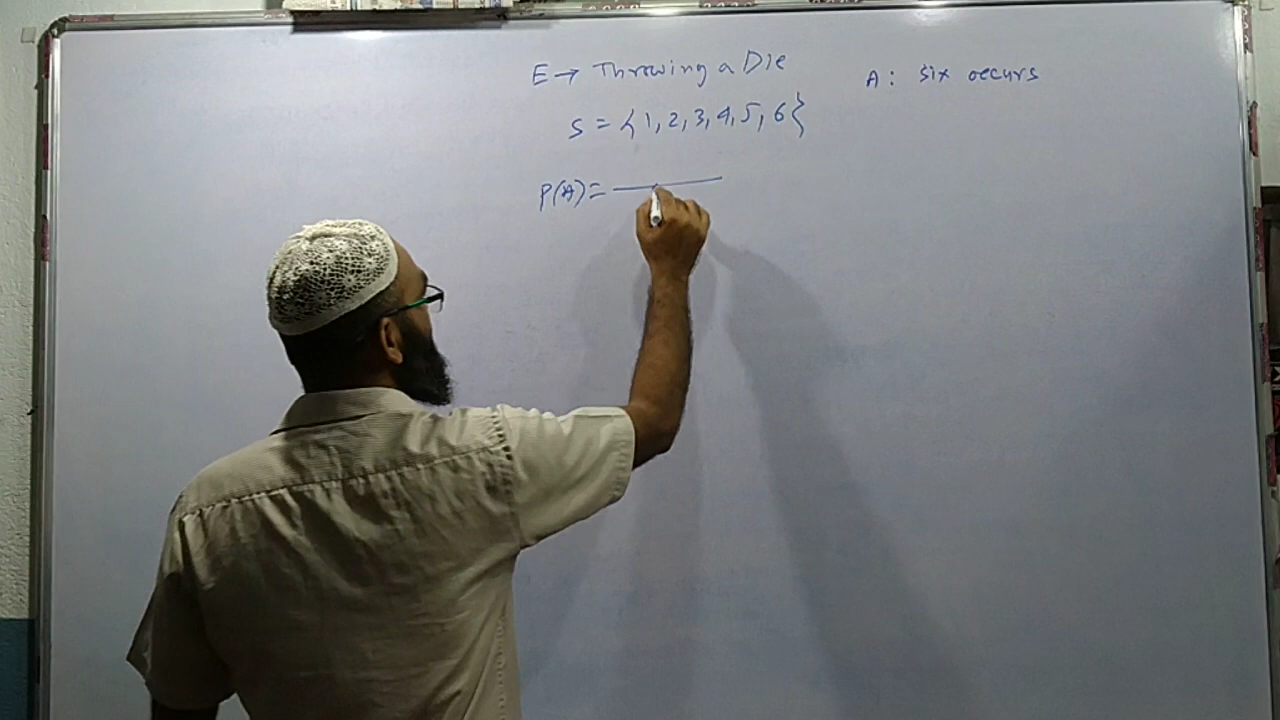 E → Throwing a Die
A: six occurs
S = {1, 2, 3, 4, 5, 6}
P(A) =